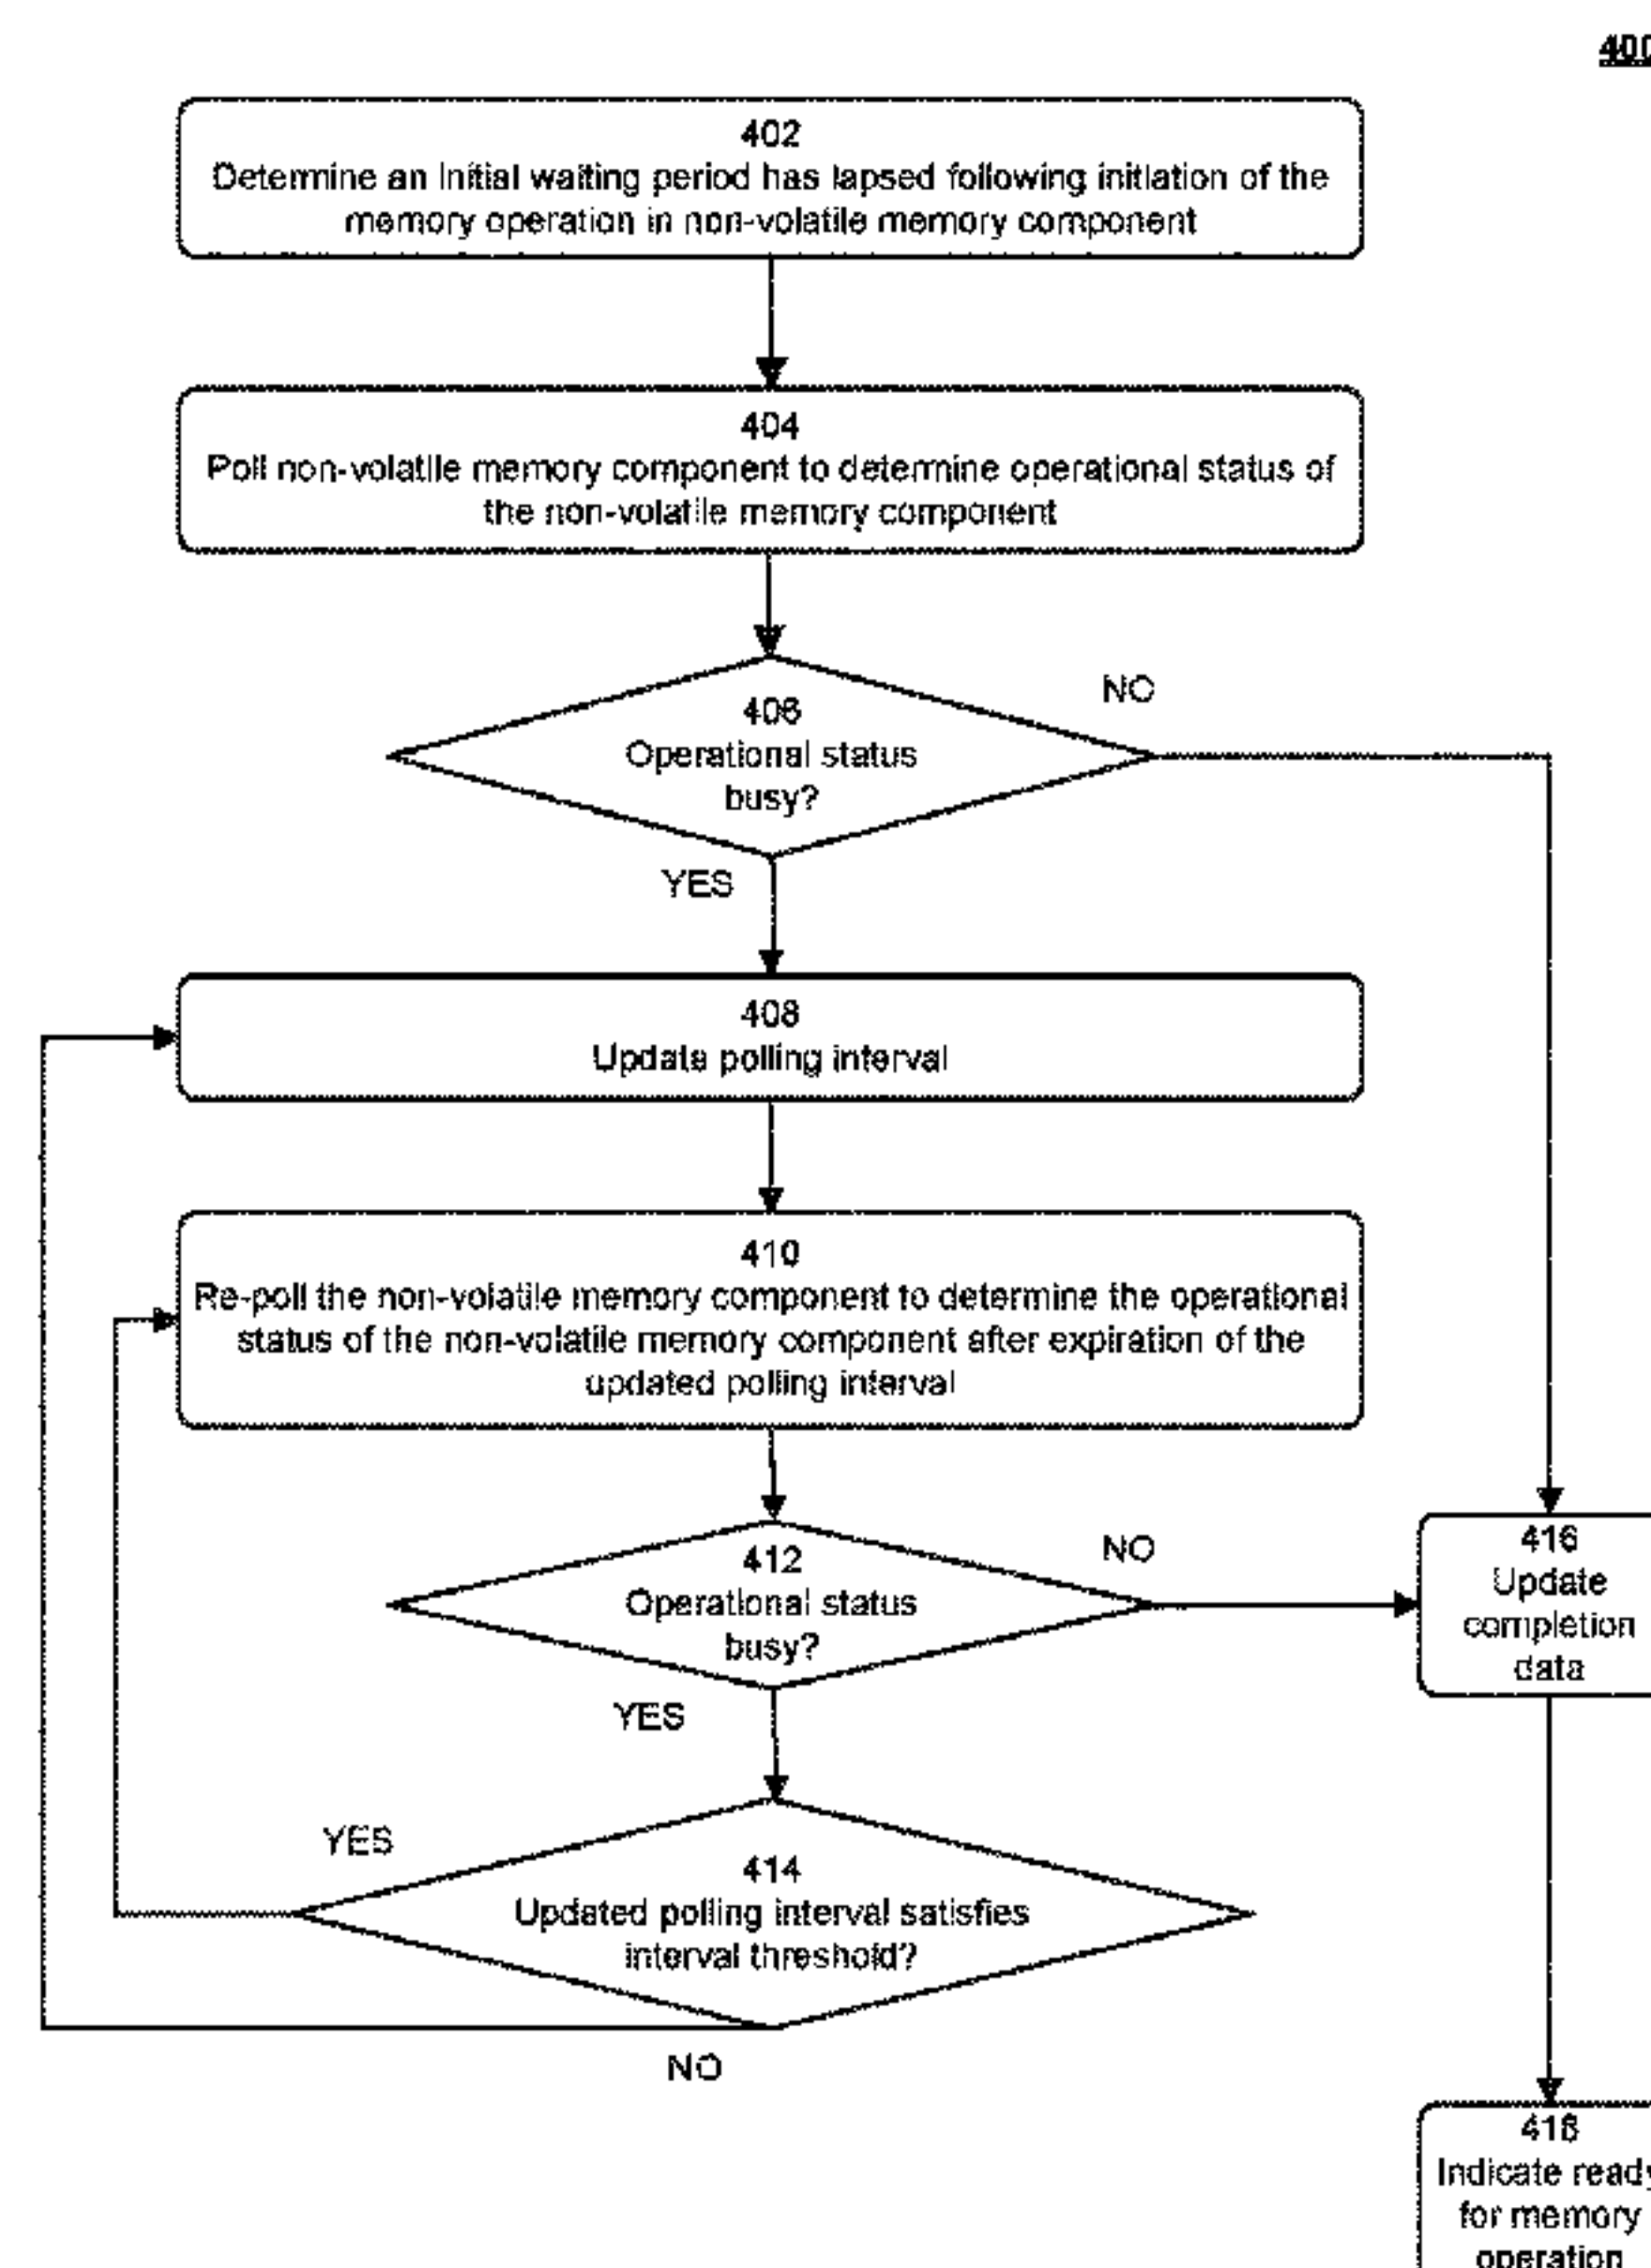 400
402
Determine an initial waiting period has lapsed following initiation of the
memory operation in non-volatile memory component
404
Poll non-volatile memory component to determine operational status of
the non-volatile memory component
406
Operational status
busy?
NO
YES
408
Update polling interval
410
Re-poll the non-volatile memory component to determine the operational
status of the non-volatile memory component after expiration of the
updated polling interval
412
Operational status
busy?
NO
YES
416
Update
completion
data
414
Updated polling interval satisfies
interval threshold?
YES
NO
418
Indicate ready
for memory
operation